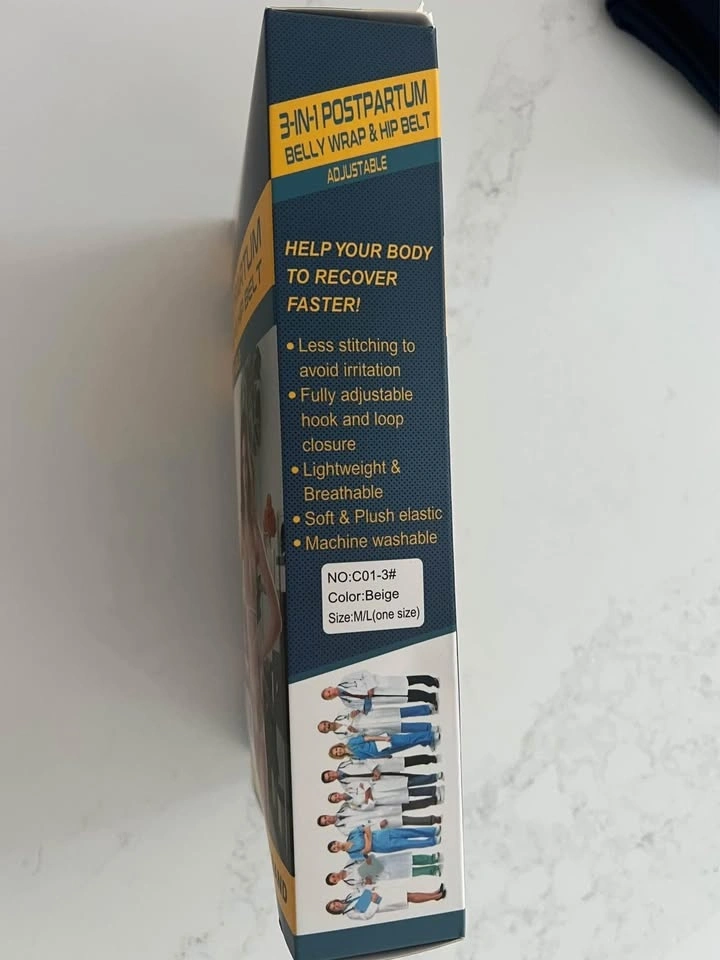 3-IN-1 POSTPARTUM
BELLY WRAP & HIP BELT
ADJUSTABLE
HELP YOUR BODY
TO RECOVER
FASTER!
• Less stitching to
avoid irritation
• Fully adjustable
hook and loop
closure
• Lightweight &
Breathable
• Soft & Plush elastic
• Machine washable
NO:C01-3#
Color:Beige
Size:M/L(one size)